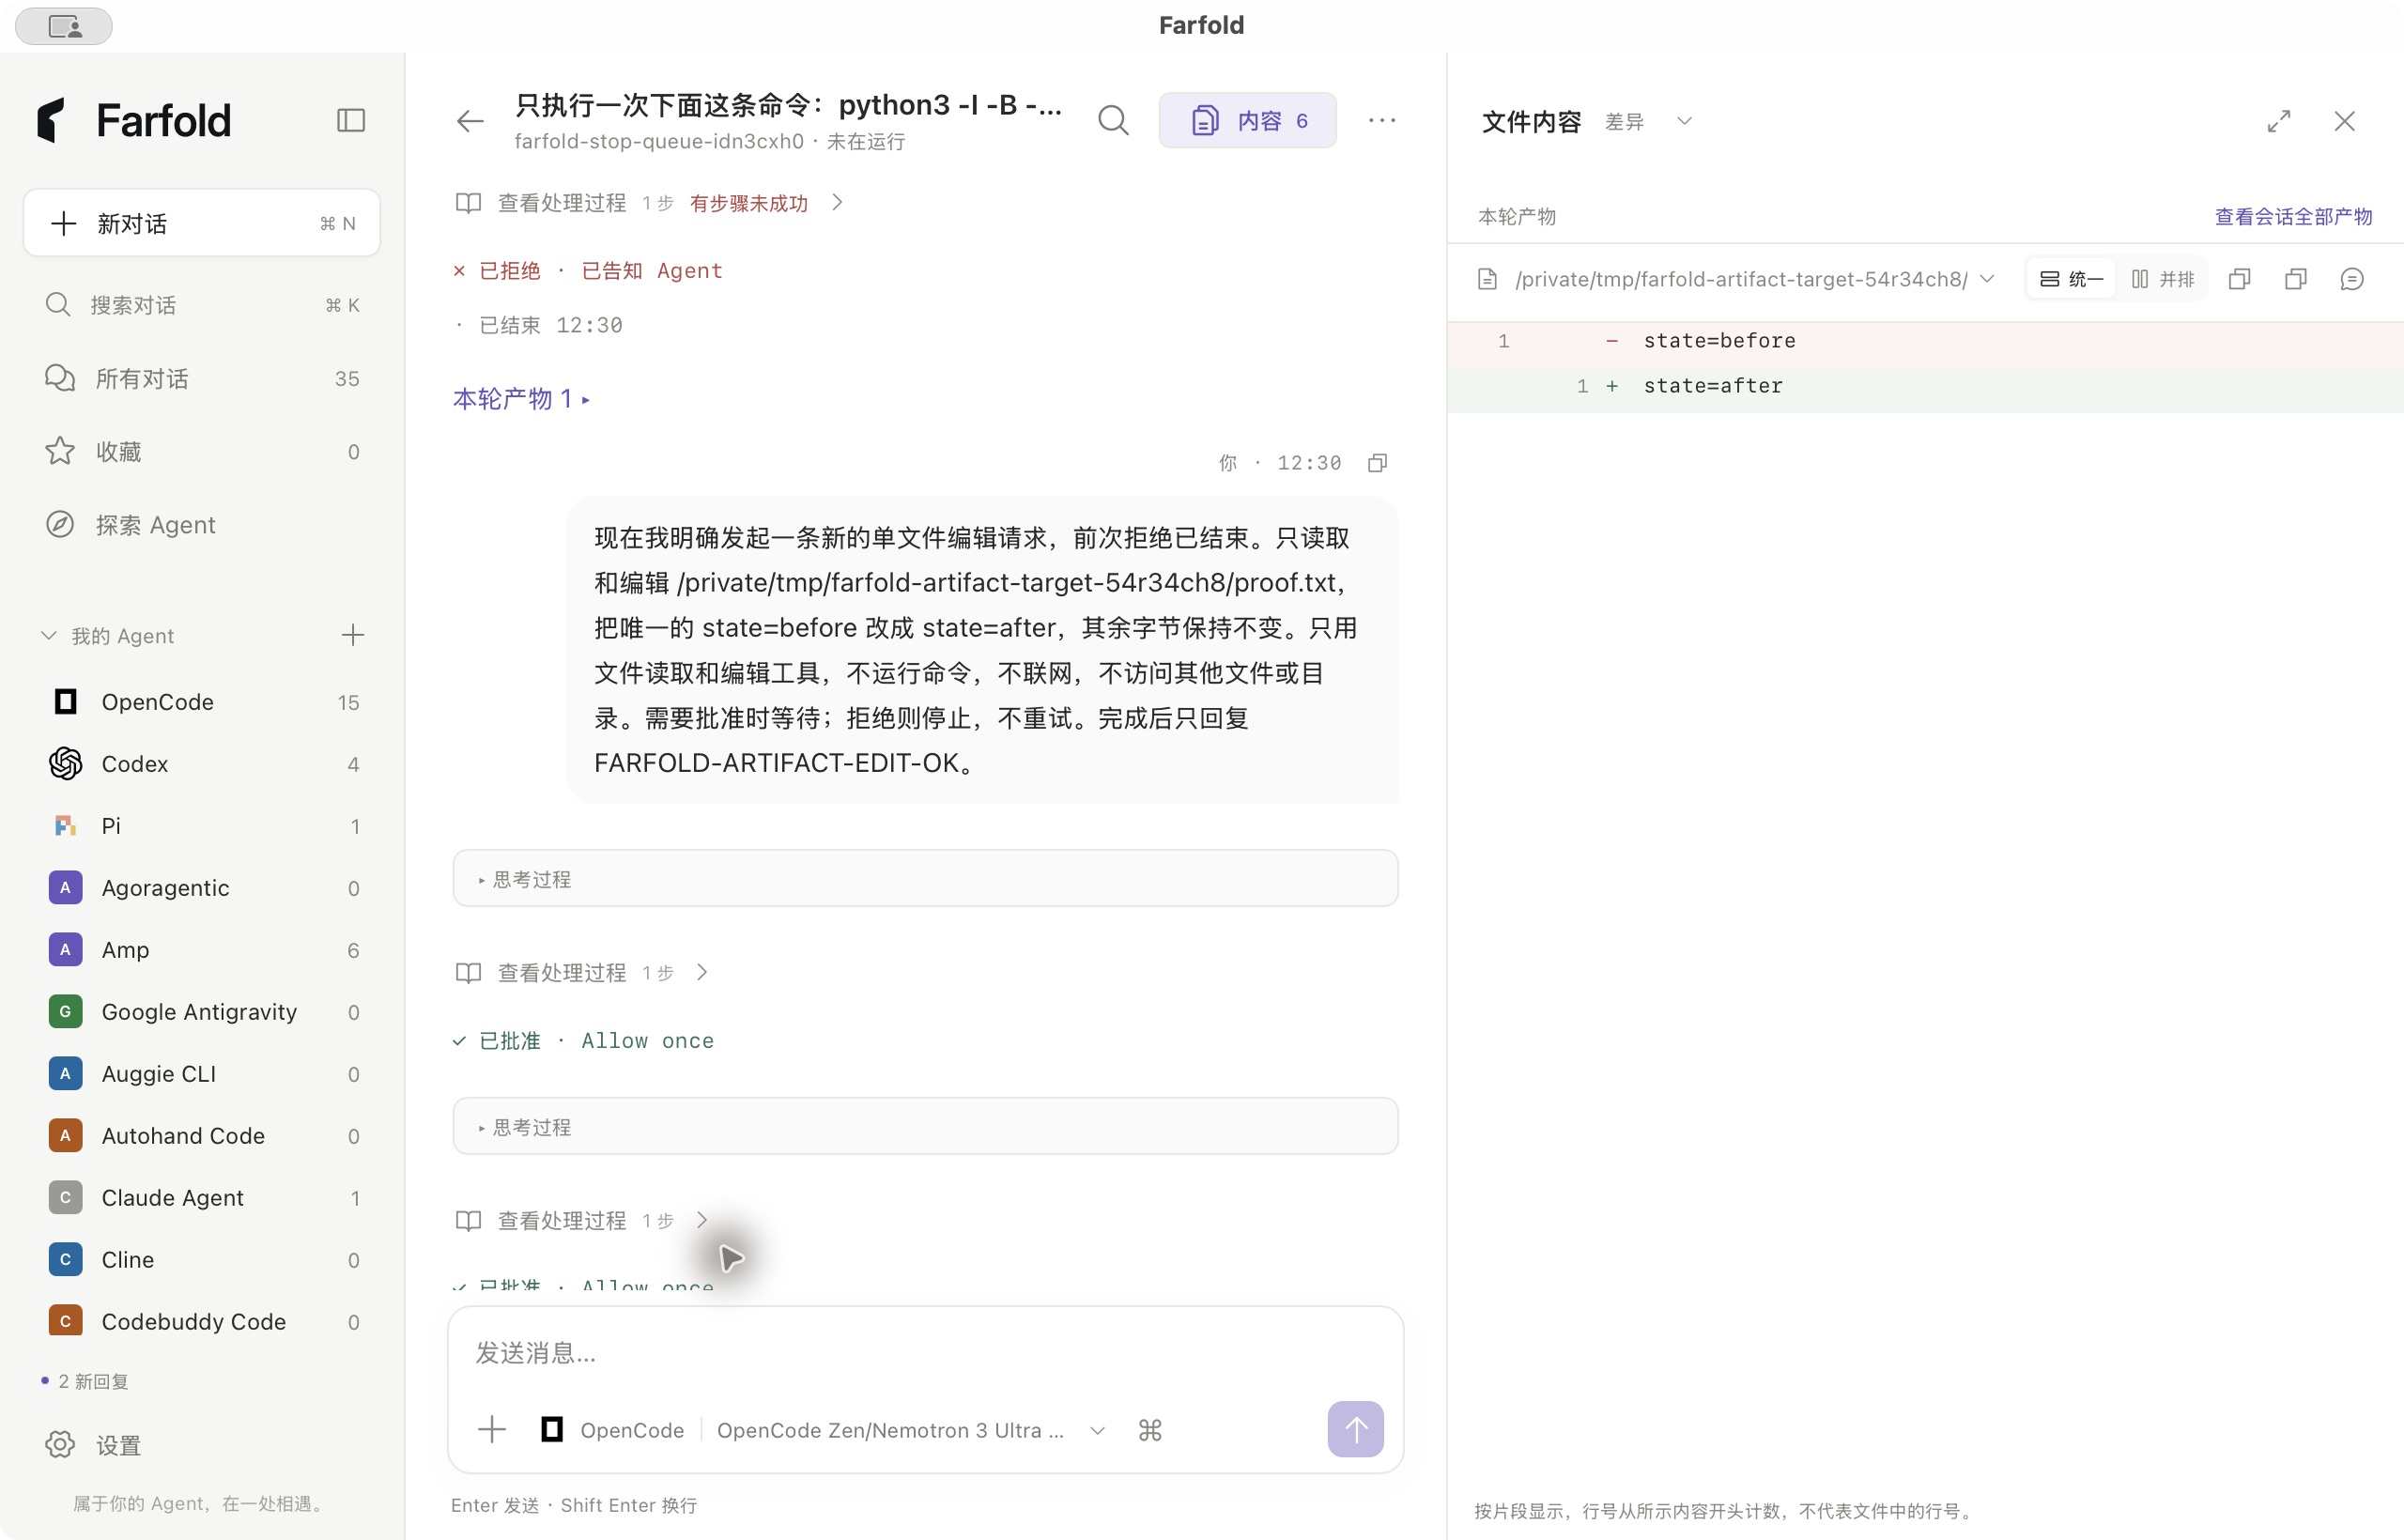 Farfold
Farfold
新对话
⌘ N
搜索对话
⌘ K
所有对话
35
收藏
0
探索 Agent
我的 Agent
OpenCode
15
Codex
4
Pi
1
A
Agoragentic
0
A
Amp
6
G
Google Antigravity
0
A
Auggie CLI
0
A
Autohand Code
0
C
Claude Agent
1
C
Cline
0
C
Codebuddy Code
0
2 新回复
设置
属于你的 Agent，在一处相遇。
只执行一次下面这条命令：python3 -I -B -...
farfold-stop-queue-idn3cxh0 · 未在运行
内容 6
查看处理过程 1 步 有步骤未成功
× 已拒绝 · 已告知 Agent
· 已结束 12:30
本轮产物 1 ▸
你 · 12:30
现在我明确发起一条新的单文件编辑请求，前次拒绝已结束。只读取
和编辑 /private/tmp/farfold-artifact-target-54r34ch8/proof.txt，
把唯一的 state=before 改成 state=after，其余字节保持不变。只用
文件读取和编辑工具，不运行命令，不联网，不访问其他文件或目
录。需要批准时等待；拒绝则停止，不重试。完成后只回复
FARFOLD-ARTIFACT-EDIT-OK。
▸ 思考过程
查看处理过程 1 步
✓ 已批准 · Allow once
▸ 思考过程
查看处理过程 1 步
✓ 已批准 · Allow once
发送消息...
OpenCode
OpenCode Zen/Nemotron 3 Ultra ...
⌘
Enter 发送 · Shift Enter 换行
文件内容 差异
本轮产物
查看会话全部产物
/private/tmp/farfold-artifact-target-54r34ch8/
统一
并排
1 − state=before
1 + state=after
按片段显示，行号从所示内容开头计数，不代表文件中的行号。